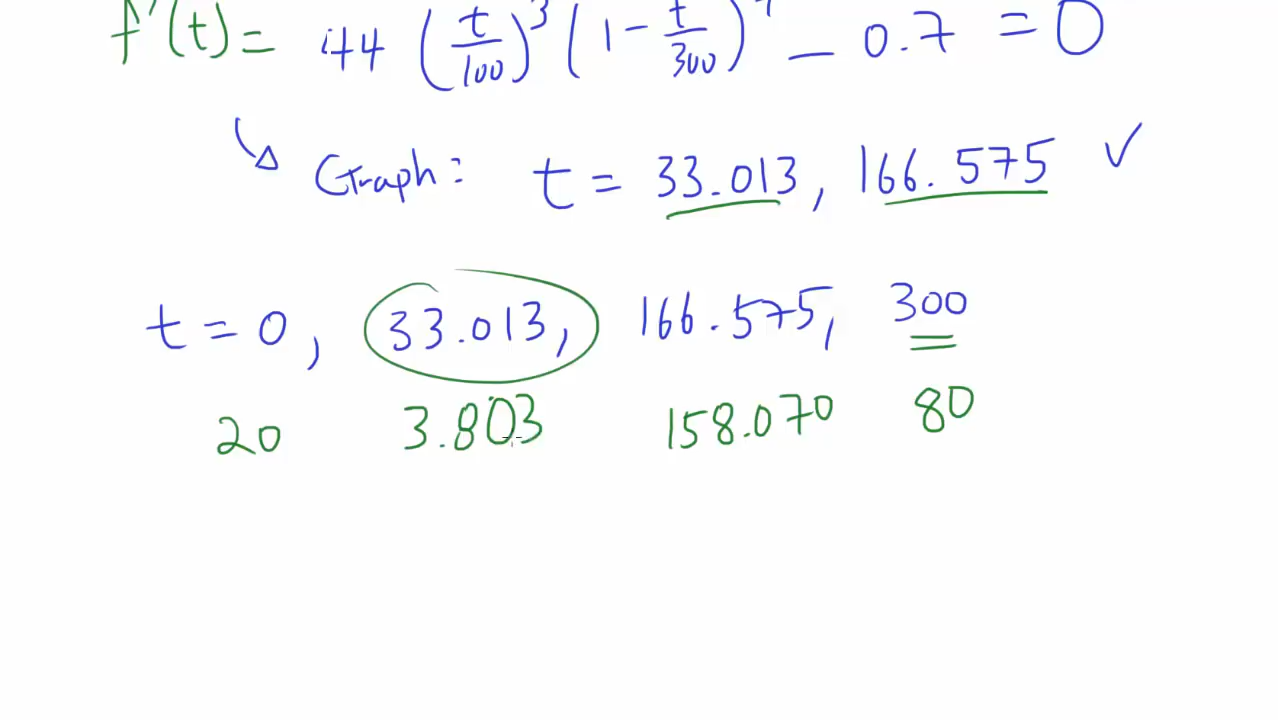 f'(t) = 44 (t/100)^3 (1 - t/300) - 0.7 = 0
Graph: t = 33.013, 166.575 ✓
t = 0, 33.013, 166.575, 300
20 3.803 158.070 80